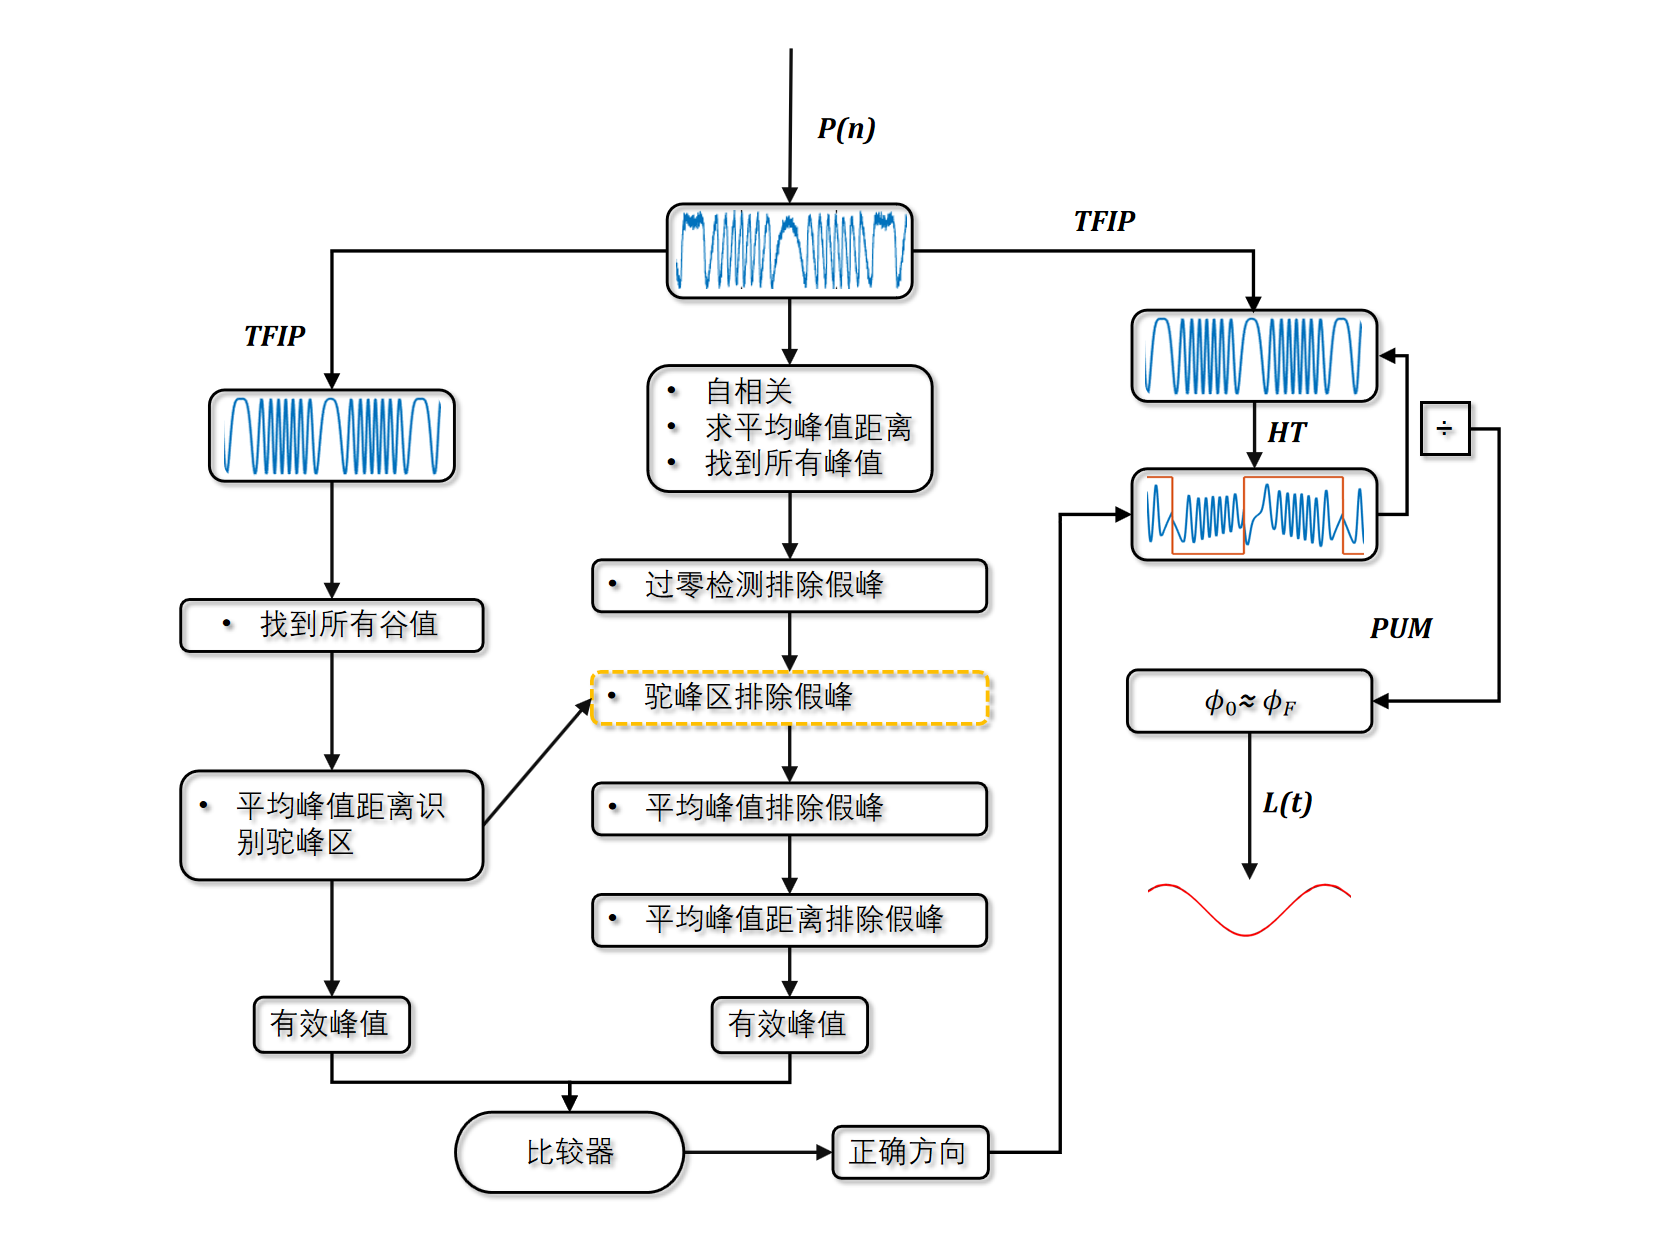 P(n)
TFIP
TFIP
• 自相关
• 求平均峰值距离
• 找到所有峰值
HT
÷
• 过零检测排除假峰
• 找到所有谷值
PUM
• 驼峰区排除假峰
ϕ₀≈ ϕ_F
• 平均峰值距离识
别驼峰区
• 平均峰值排除假峰
L(t)
• 平均峰值距离排除假峰
有效峰值
有效峰值
比较器
正确方向